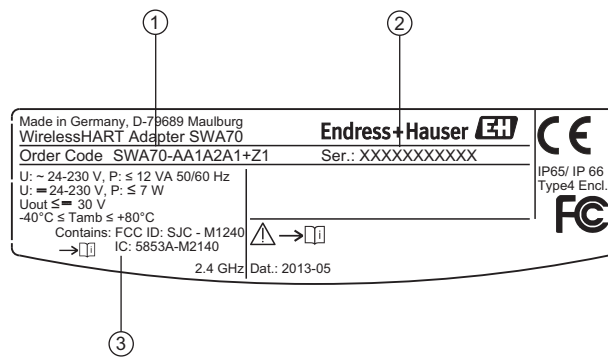 1
2
Made in Germany, D-79689 Maulburg
WirelessHART Adapter SWA70
Endress+Hauser EH
Order Code SWA70-AA1A2A1+Z1
Ser.: XXXXXXXXXXX
CE
U: ~ 24-230 V, P: ≤ 12 VA 50/60 Hz
U: ⎓ 24-230 V, P: ≤ 7 W
Uout ≤⎓ 30 V
-40°C ≤ Tamb ≤ +80°C
Contains: FCC ID: SJC - M1240
IC: 5853A-M2140
→ i
⚠ → i
2.4 GHz
Dat.: 2013-05
IP65/ IP 66
Type4 Encl.
FC
3